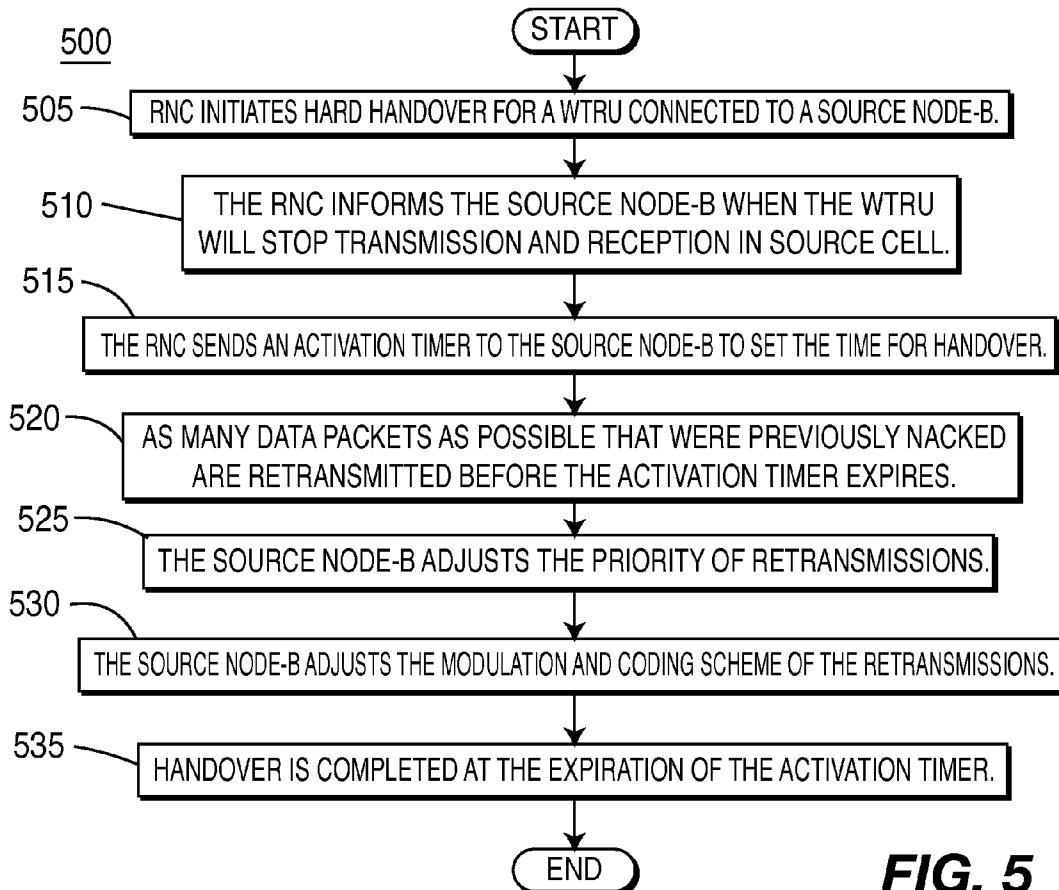 500
START
505
RNC INITIATES HARD HANDOVER FOR A WTRU CONNECTED TO A SOURCE NODE-B.
510
THE RNC INFORMS THE SOURCE NODE-B WHEN THE WTRU
WILL STOP TRANSMISSION AND RECEPTION IN SOURCE CELL.
515
THE RNC SENDS AN ACTIVATION TIMER TO THE SOURCE NODE-B TO SET THE TIME FOR HANDOVER.
520
AS MANY DATA PACKETS AS POSSIBLE THAT WERE PREVIOUSLY NACKED
ARE RETRANSMITTED BEFORE THE ACTIVATION TIMER EXPIRES.
525
THE SOURCE NODE-B ADJUSTS THE PRIORITY OF RETRANSMISSIONS.
530
THE SOURCE NODE-B ADJUSTS THE MODULATION AND CODING SCHEME OF THE RETRANSMISSIONS.
535
HANDOVER IS COMPLETED AT THE EXPIRATION OF THE ACTIVATION TIMER.
END
FIG. 5